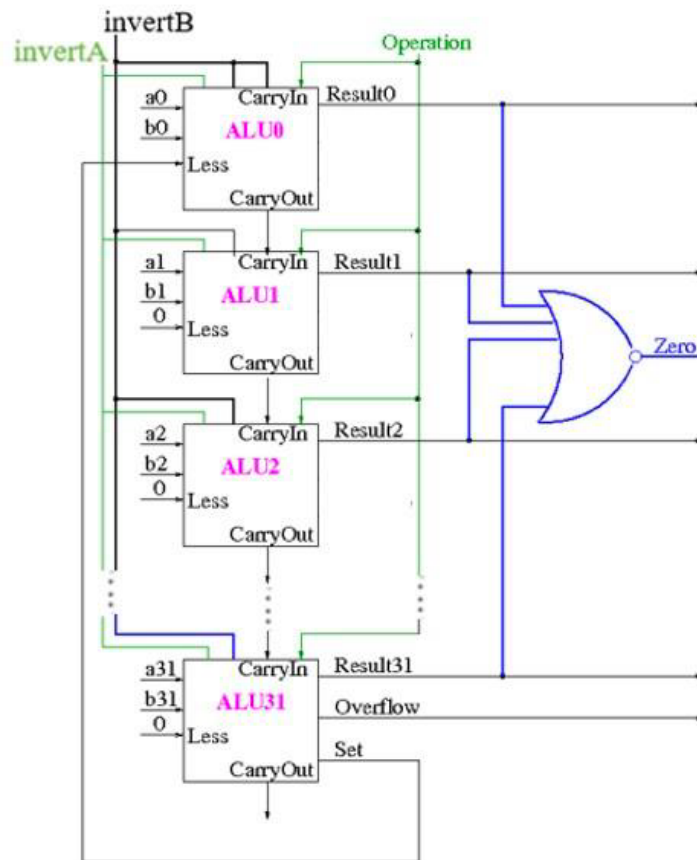 invertB
invertA
Operation
CarryIn
Result0
a0
ALU0
b0
Less
CarryOut
CarryIn
Result1
a1
ALU1
b1
0
Less
CarryOut
Zero
CarryIn
Result2
a2
ALU2
b2
0
Less
CarryOut
CarryIn
Result31
a31
ALU31
b31
Overflow
0
Less
Set
CarryOut